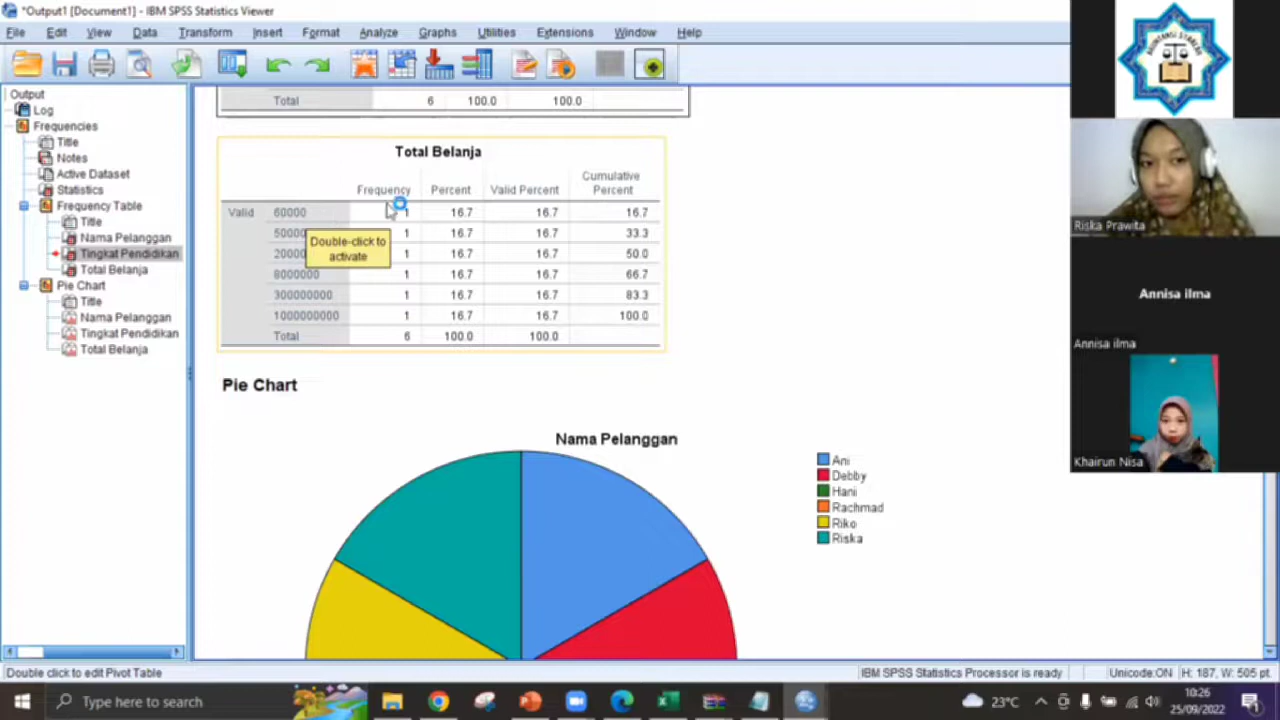 *Output1 [Document1] - IBM SPSS Statistics Viewer
File Edit View Data Transform Insert Format Analyze Graphs Utilities Extensions Window Help
Output
Log
Frequencies
Title
Notes
Active Dataset
Statistics
Frequency Table
Title
Nama Pelanggan
Tingkat Pendidikan
Total Belanja
Pie Chart
Title
Nama Pelanggan
Tingkat Pendidikan
Total Belanja
Total 6 100.0 100.0
Total Belanja
Frequency Percent Valid Percent Cumulative Percent
Valid 60000 1 16.7 16.7 16.7
1 16.7 16.7 33.3
1 16.7 16.7 50.0
8000000 1 16.7 16.7 66.7
300000000 1 16.7 16.7 83.3
1000000000 1 16.7 16.7 100.0
Total 6 100.0 100.0
Double-click to
activate
Pie Chart
Nama Pelanggan
Ani
Debby
Hani
Rachmad
Riko
Riska
AKUNTANSI SYARIAH
Riska Prawita
Annisa ilma
Annisa ilma
Khairun Nisa
Double click to edit Pivot Table
IBM SPSS Statistics Processor is ready
Unicode:ON H: 187, W: 505 pt.
Type here to search
23°C
10:26
25/09/2022